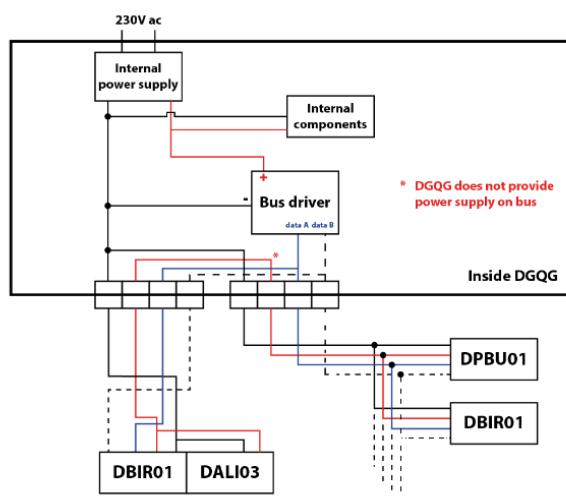 230V ac
Internal
power supply
Internal
components
+
-
Bus driver
data A data B
* DGQG does not provide
power supply on bus
*
Inside DGQG
DPBU01
DBIR01
DBIR01
DALI03